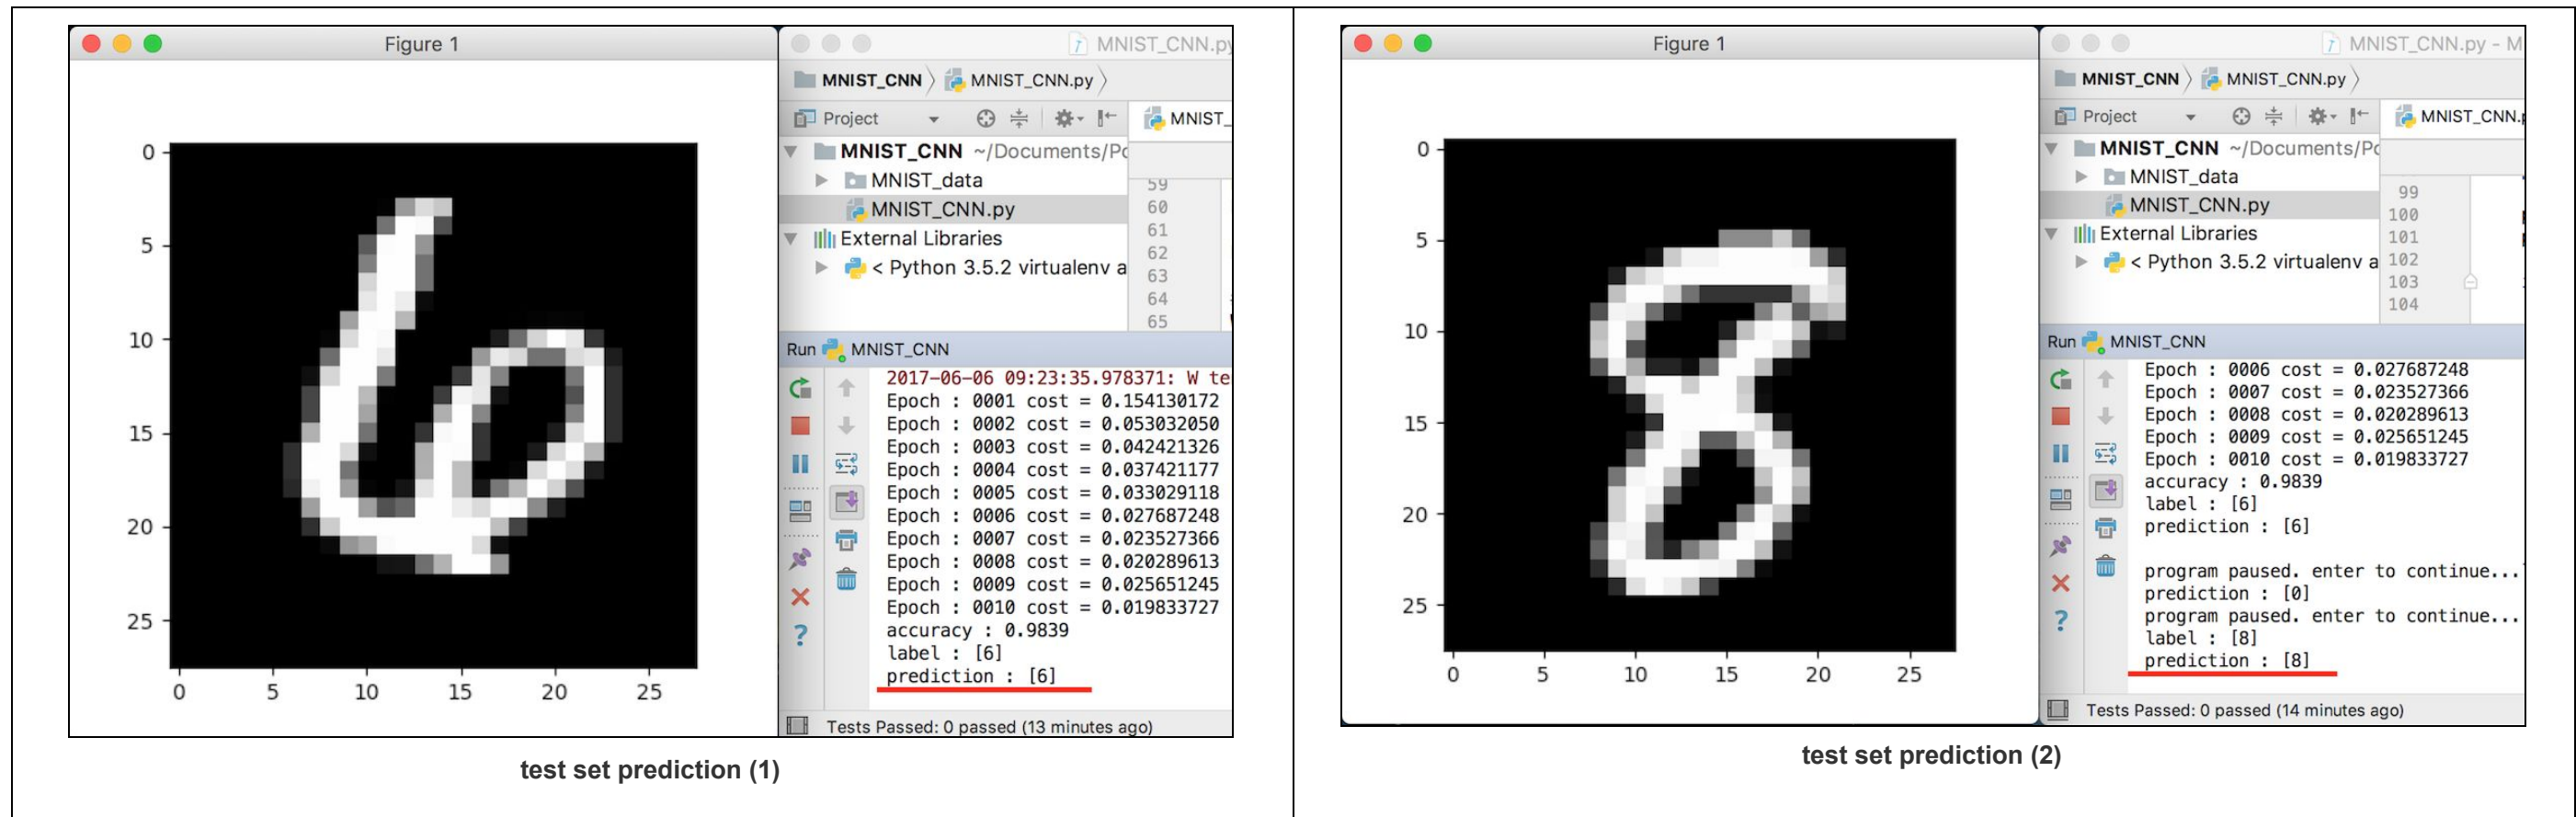 Figure 1
0
5
10
15
20
25
0 5 10 15 20 25
MNIST_CNN.py
MNIST_CNN MNIST_CNN.py
Project MNIST_
MNIST_CNN ~/Documents/Po
MNIST_data
MNIST_CNN.py
External Libraries
< Python 3.5.2 virtualenv a
59
60
61
62
63
64
65
Run MNIST_CNN
2017-06-06 09:23:35.978371: W te
Epoch : 0001 cost = 0.154130172
Epoch : 0002 cost = 0.053032050
Epoch : 0003 cost = 0.042421326
Epoch : 0004 cost = 0.037421177
Epoch : 0005 cost = 0.033029118
Epoch : 0006 cost = 0.027687248
Epoch : 0007 cost = 0.023527366
Epoch : 0008 cost = 0.020289613
Epoch : 0009 cost = 0.025651245
Epoch : 0010 cost = 0.019833727
accuracy : 0.9839
label : [6]
prediction : [6]
Tests Passed: 0 passed (13 minutes ago)
test set prediction (1)
Figure 1
0
5
10
15
20
25
0 5 10 15 20 25
MNIST_CNN.py - M
MNIST_CNN MNIST_CNN.py
Project MNIST_CNN.p
MNIST_CNN ~/Documents/Po
MNIST_data
MNIST_CNN.py
External Libraries
< Python 3.5.2 virtualenv a
99
100
101
102
103
104
Run MNIST_CNN
Epoch : 0006 cost = 0.027687248
Epoch : 0007 cost = 0.023527366
Epoch : 0008 cost = 0.020289613
Epoch : 0009 cost = 0.025651245
Epoch : 0010 cost = 0.019833727
accuracy : 0.9839
label : [6]
prediction : [6]
program paused. enter to continue...
prediction : [0]
program paused. enter to continue...
label : [8]
prediction : [8]
Tests Passed: 0 passed (14 minutes ago)
test set prediction (2)